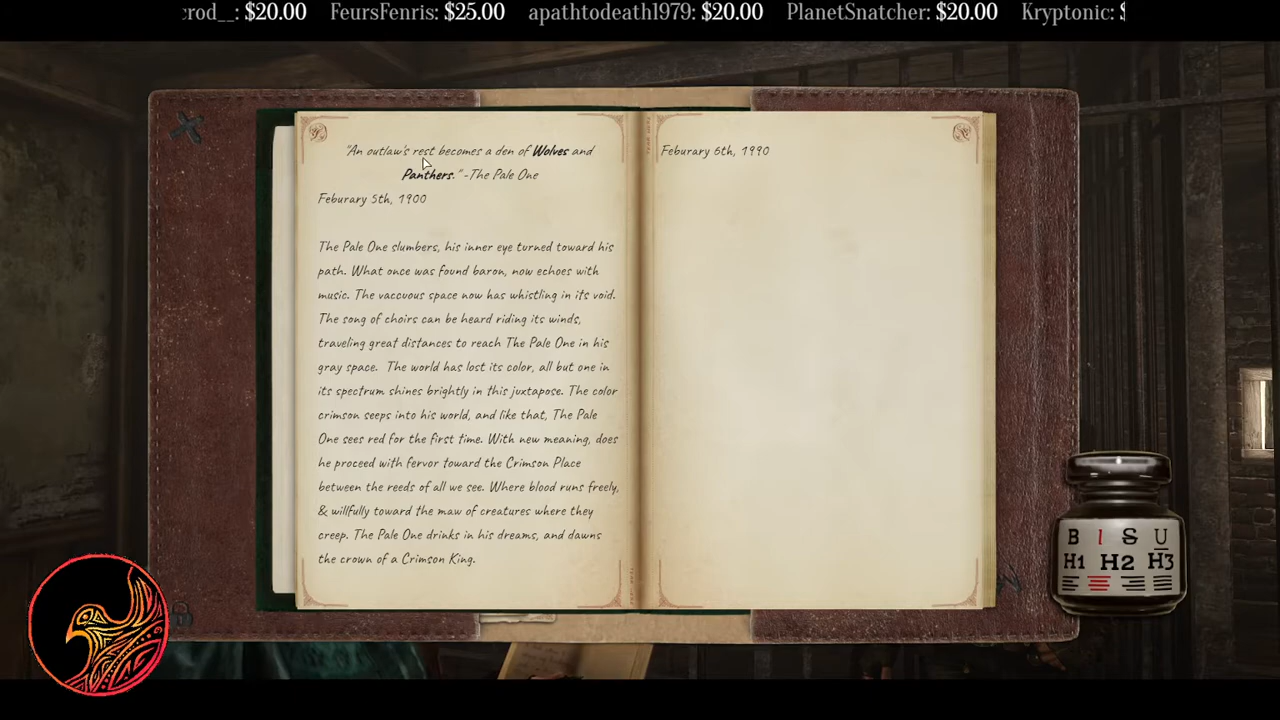 crod__: $20.00 FeursFenris: $25.00 apathtodeath1979: $20.00 PlanetSnatcher: $20.00 Kryptonic: $
"An outlaw's rest becomes a den of Wolves and
Panthers." -The Pale One
Feburary 5th, 1900
The Pale One slumbers, his inner eye turned toward his
path. What once was found baron, now echoes with
music. The vacuous space now has whistling in its void.
The song of choirs can be heard riding its winds,
traveling great distances to reach The Pale One in his
gray space. The world has lost its color, all but one in
its spectrum shines brightly in this juxtapose. The color
crimson seeps into his world, and like that, The Pale
One sees red for the first time. With new meaning, does
he proceed with fervor toward the Crimson Place
between the reeds of all we see. Where blood runs freely,
& willfully toward the maw of creatures where they
creep. The Pale One drinks in his dreams, and dawns
the crown of a Crimson King.
Feburary 6th, 1990
B I S U
H1 H2 H3